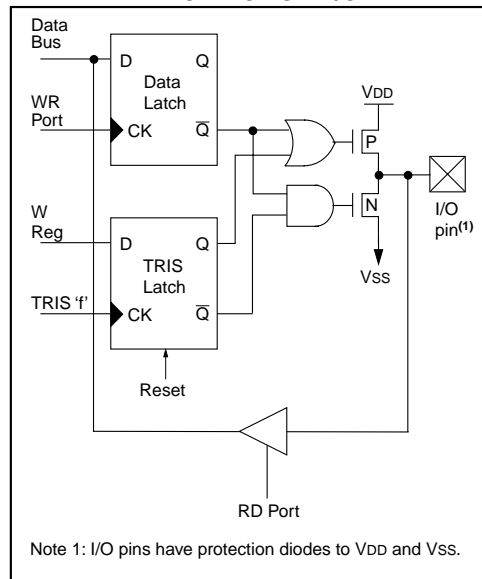 Data
Bus
D
Q
Data
Latch
WR
Port
CK
Q̅
VDD
P
N
I/O
pin(1)
VSS
W
Reg
D
Q
TRIS
Latch
TRIS 'f'
CK
Q̅
Reset
RD Port
Note 1: I/O pins have protection diodes to VDD and VSS.